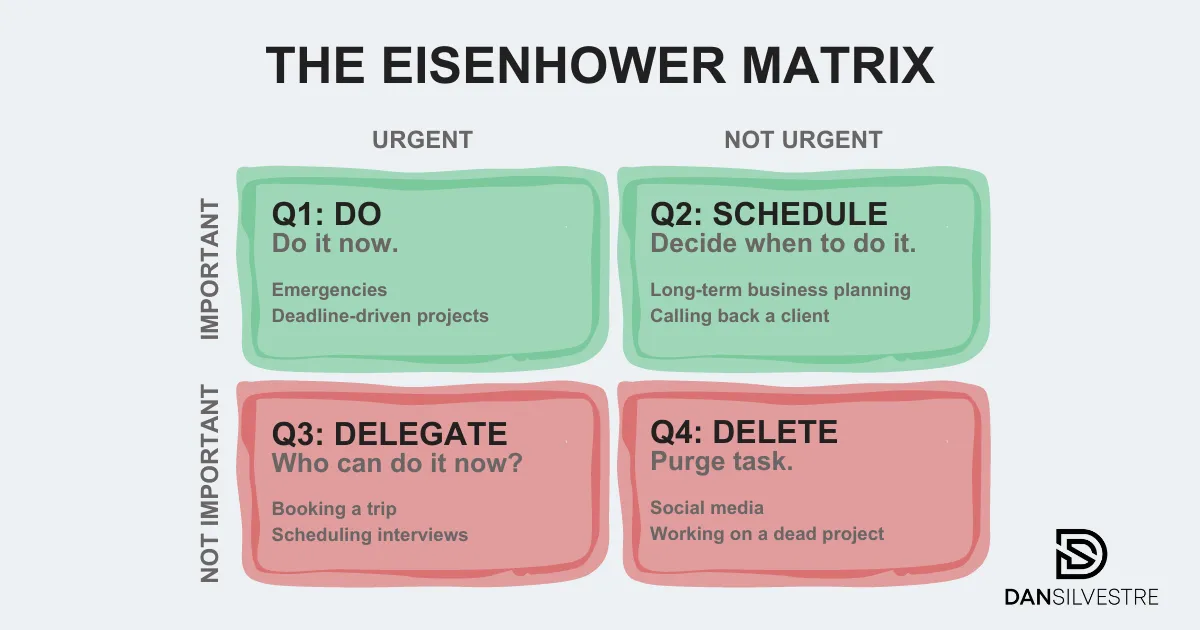 THE EISENHOWER MATRIX
URGENT
NOT URGENT
IMPORTANT
Q1: DO
Do it now.
Emergencies
Deadline-driven projects
Q2: SCHEDULE
Decide when to do it.
Long-term business planning
Calling back a client
NOT IMPORTANT
Q3: DELEGATE
Who can do it now?
Booking a trip
Scheduling interviews
Q4: DELETE
Purge task.
Social media
Working on a dead project
DANSILVESTRE